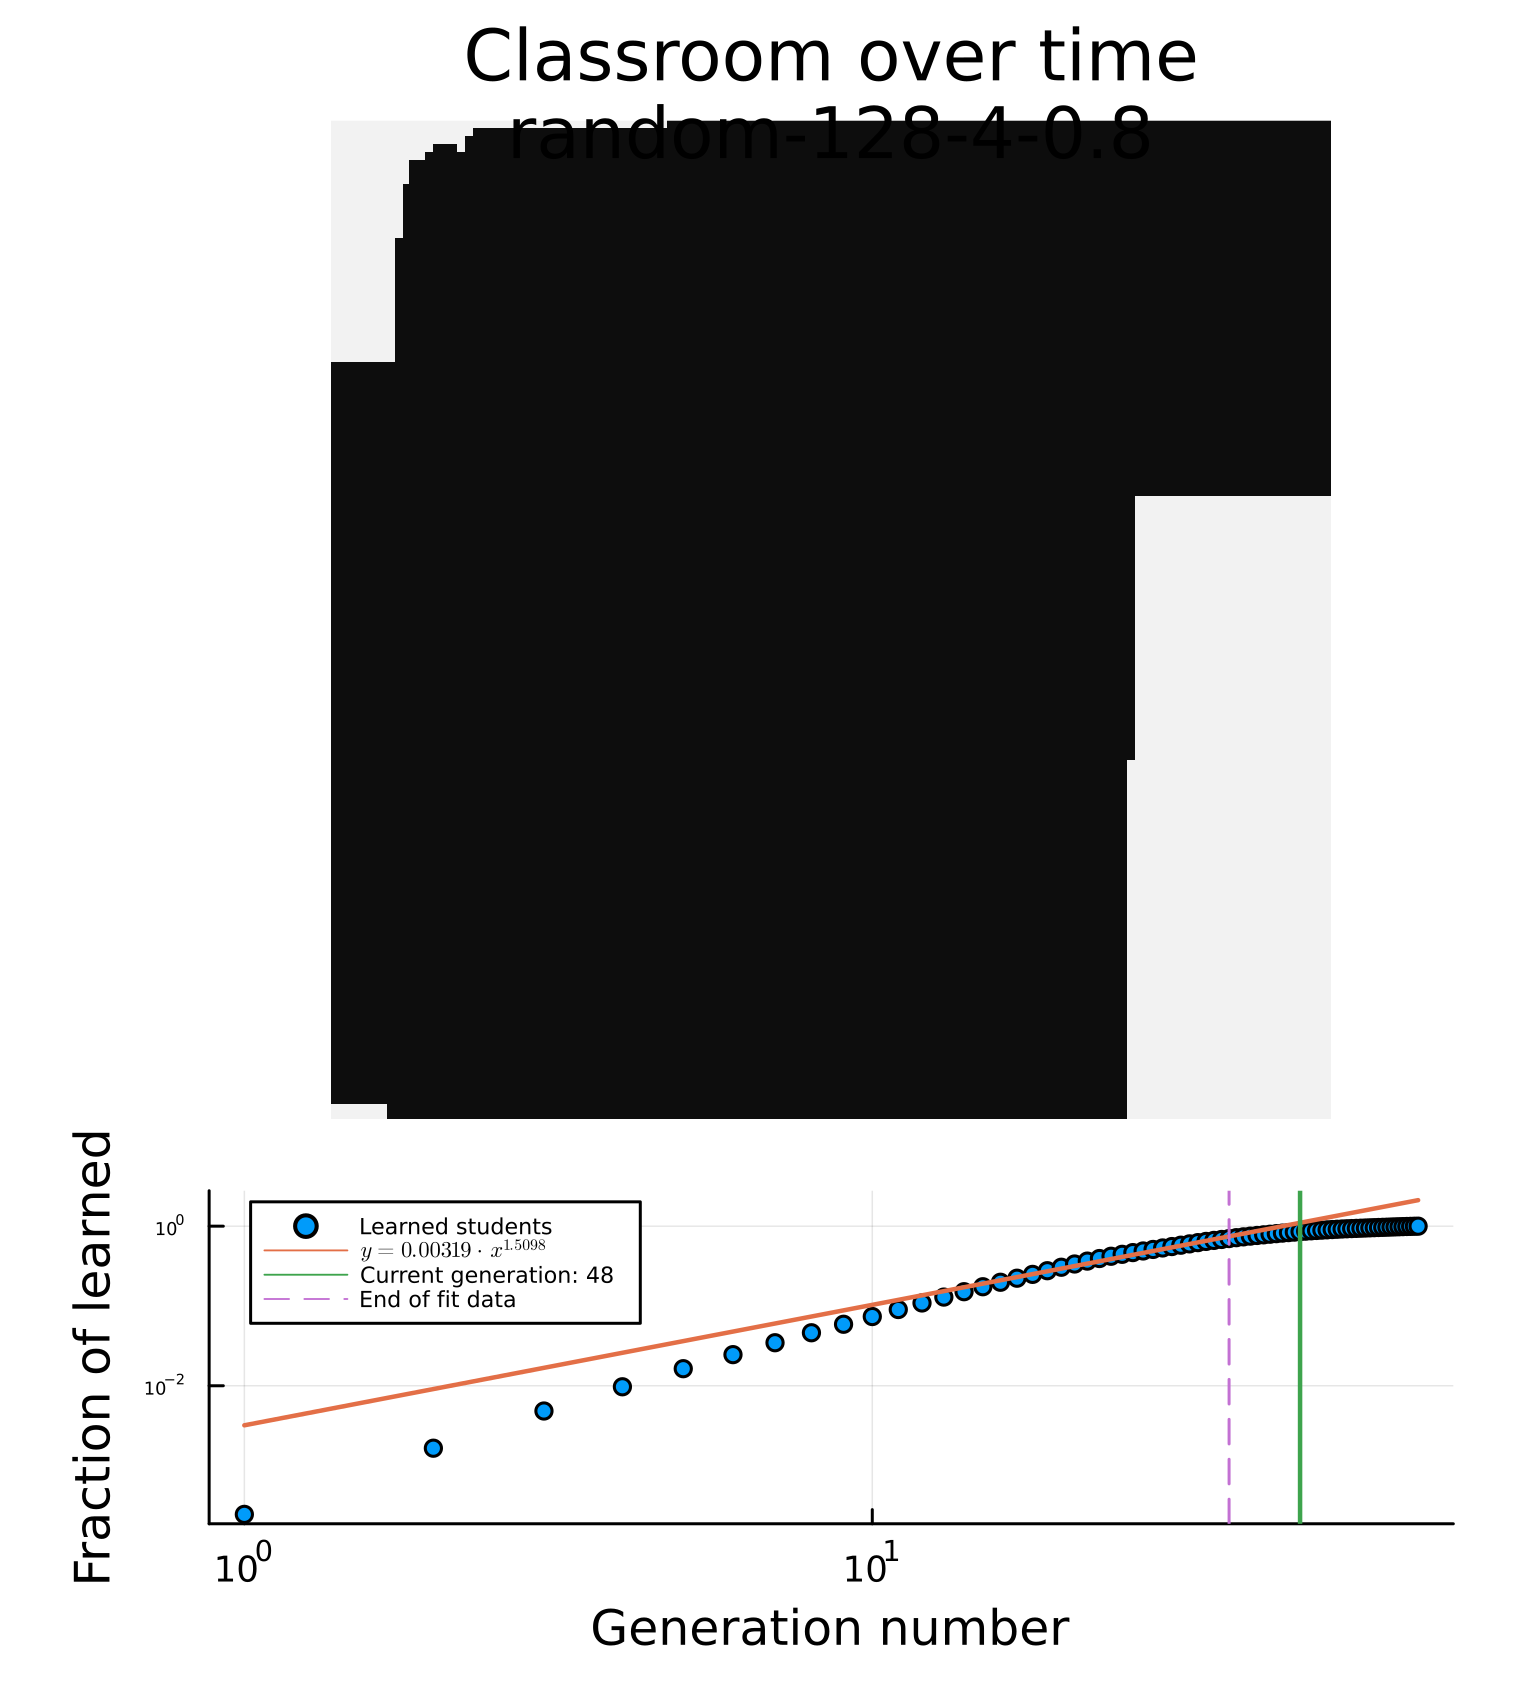 Classroom over time
random-128-4-0.8
Fraction of learned
10^0
10^−2
Learned students
y = 0.00319 · x^1.5098
Current generation: 48
End of fit data
10^0
10^1
Generation number